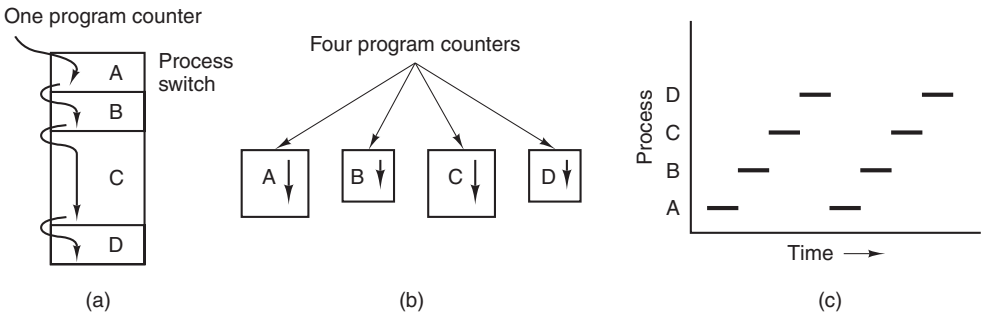 One program counter
Process
switch
A
B
C
D
(a)
Four program counters
A
B
C
D
(b)
Process
D
C
B
A
Time
(c)